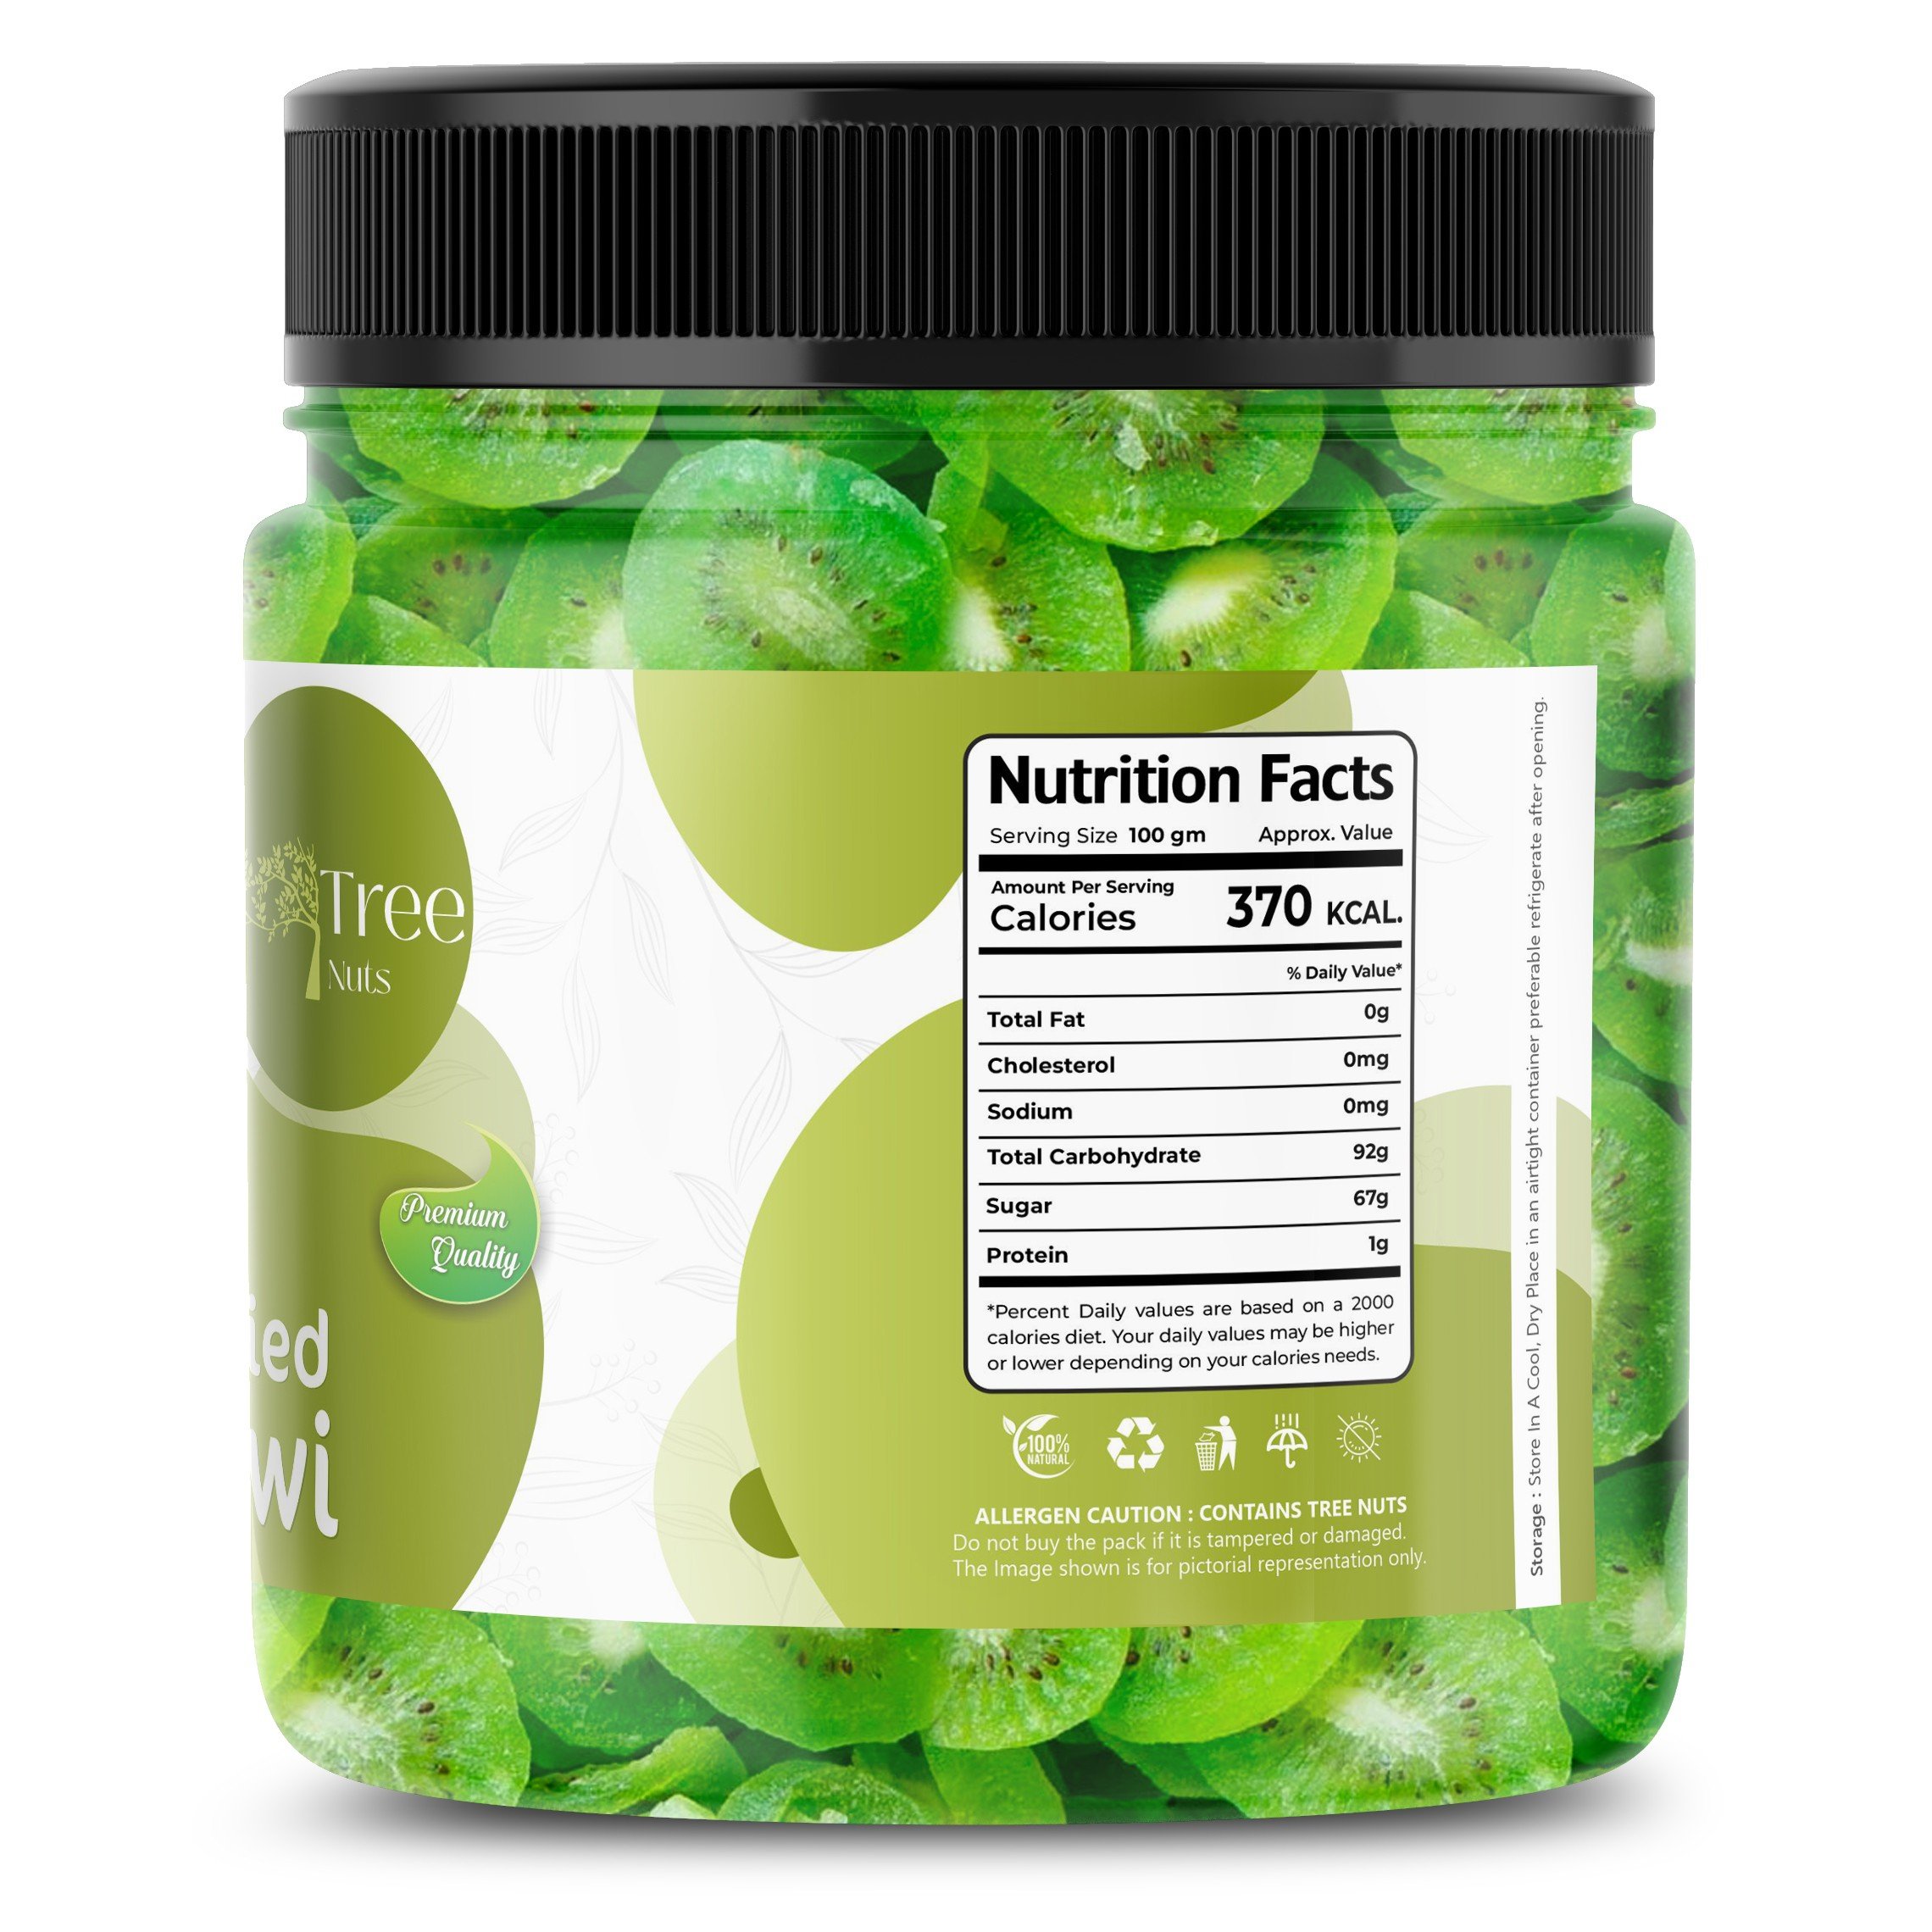 Tree
Nuts
Premium
Quality
ied
wi
Nutrition Facts
Serving Size 100 gm Approx. Value
Amount Per Serving
Calories 370 KCAL.
% Daily Value*
Total Fat 0g
Cholesterol 0mg
Sodium 0mg
Total Carbohydrate 92g
Sugar 67g
Protein 1g
*Percent Daily values are based on a 2000
calories diet. Your daily values may be higher
or lower depending on your calories needs.
100%
NATURAL
ALLERGEN CAUTION : CONTAINS TREE NUTS
Do not buy the pack if it is tampered or damaged.
The Image shown is for pictorial representation only.
Storage : Store In A Cool, Dry Place in an airtight container preferable refrigerate after opening.